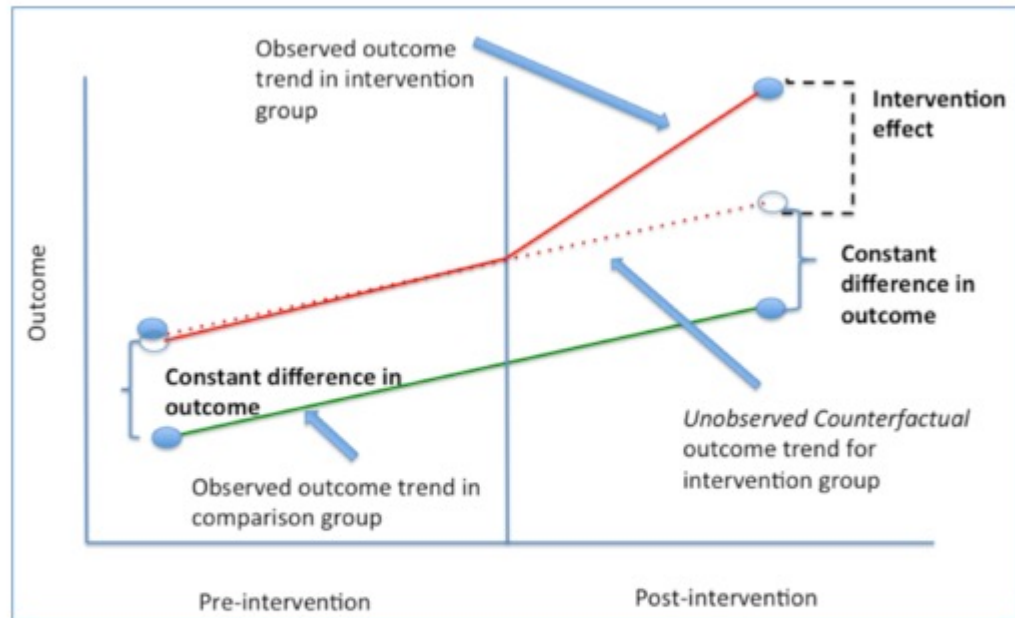 Observed outcome
trend in intervention
group
Intervention
effect
Outcome
Constant difference in
outcome
Constant difference in
outcome
Unobserved Counterfactual
outcome trend for
intervention group
Observed outcome trend in
comparison group
Pre-intervention
Post-intervention